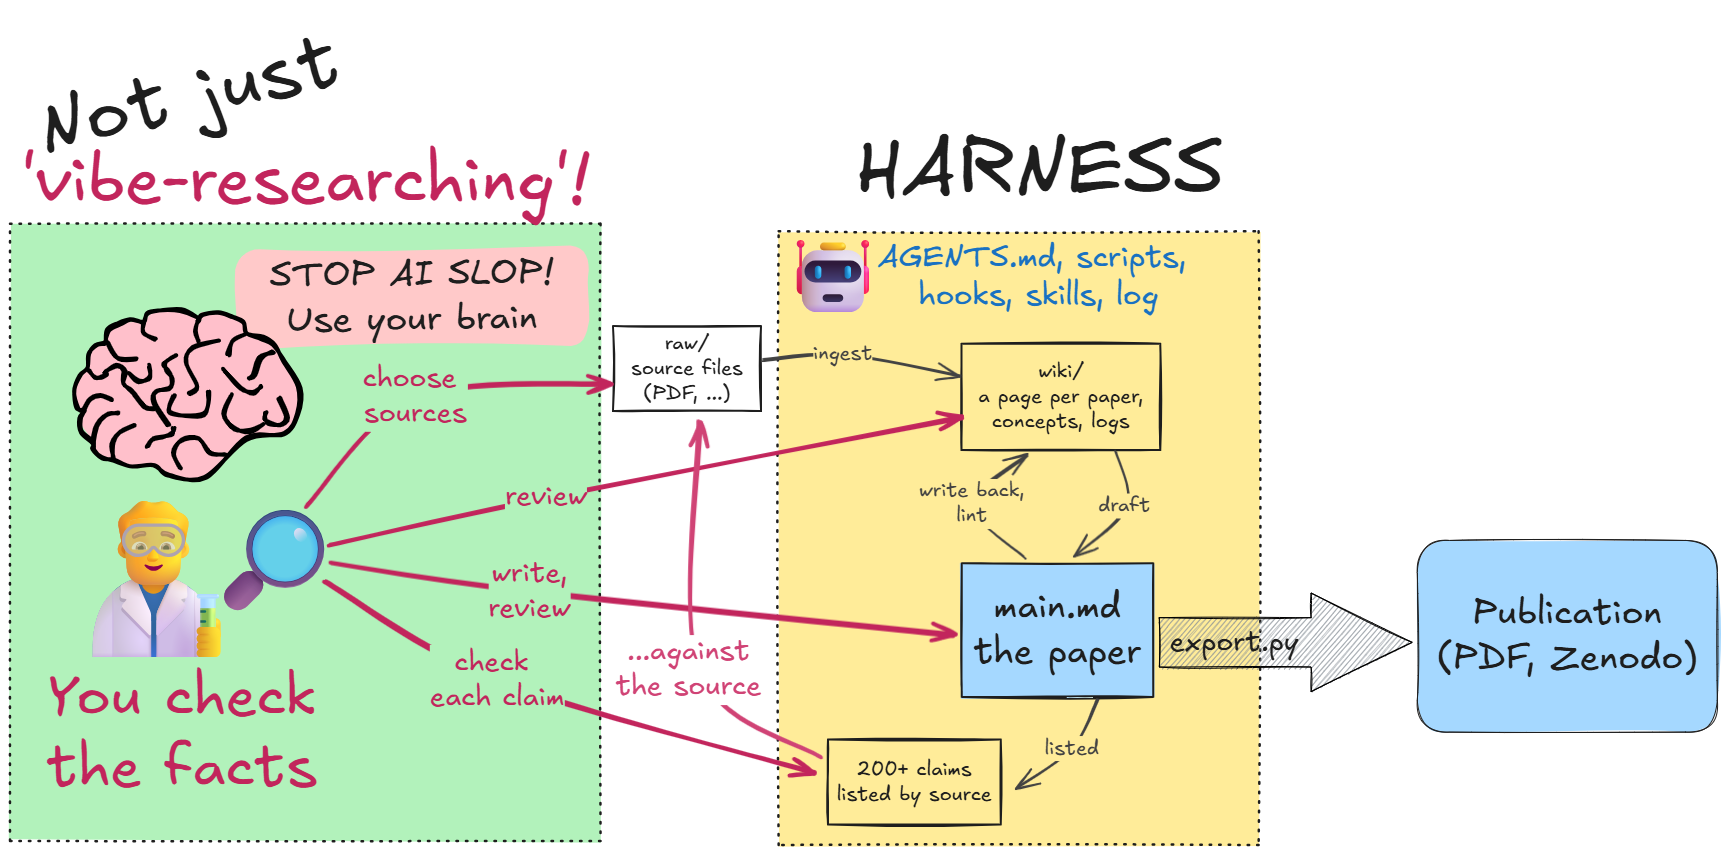 Not just
'vibe-researching'!
STOP AI SLOP!
Use your brain
choose
sources
review
write,
review
check
each claim
You check
the facts
raw/
source files
(PDF, ...)
...against
the source
HARNESS
AGENTS.md, scripts,
hooks, skills, log
ingest
wiki/
a page per paper,
concepts, logs
write back,
lint
draft
main.md
the paper
listed
200+ claims
listed by source
export.py
Publication
(PDF, Zenodo)